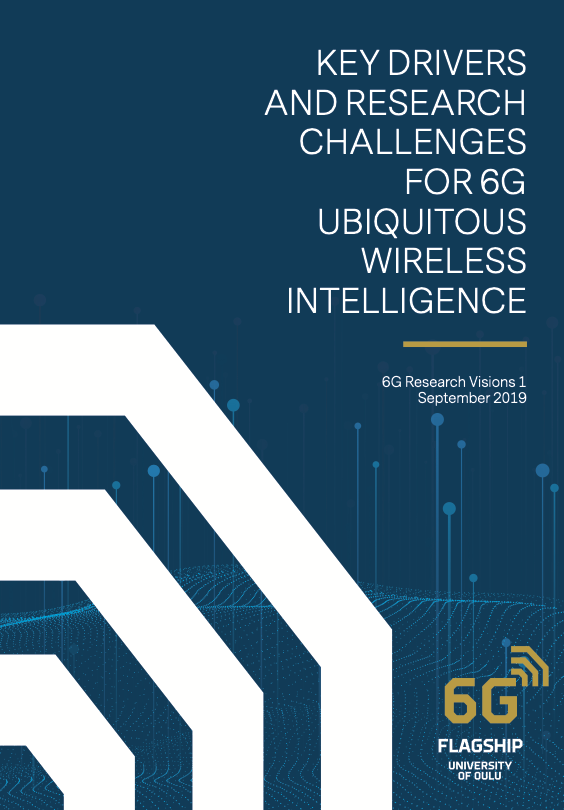 KEY DRIVERS
AND RESEARCH
CHALLENGES
FOR 6G
UBIQUITOUS
WIRELESS
INTELLIGENCE
6G Research Visions 1
September 2019
6G
FLAGSHIP
UNIVERSITY
OF OULU